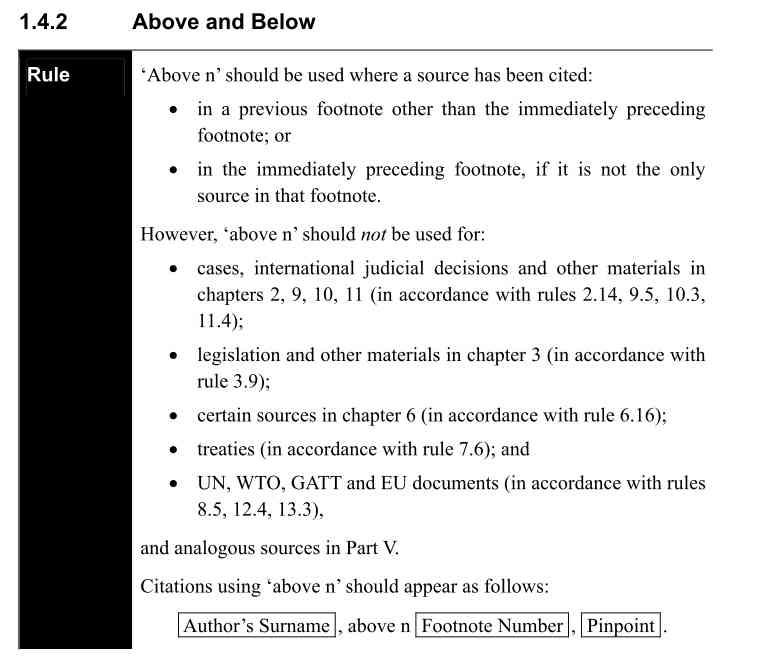 1.4.2 Above and Below
Rule
‘Above n’ should be used where a source has been cited:
• in a previous footnote other than the immediately preceding
footnote; or
• in the immediately preceding footnote, if it is not the only
source in that footnote.
However, ‘above n’ should not be used for:
• cases, international judicial decisions and other materials in
chapters 2, 9, 10, 11 (in accordance with rules 2.14, 9.5, 10.3,
11.4);
• legislation and other materials in chapter 3 (in accordance with
rule 3.9);
• certain sources in chapter 6 (in accordance with rule 6.16);
• treaties (in accordance with rule 7.6); and
• UN, WTO, GATT and EU documents (in accordance with rules
8.5, 12.4, 13.3),
and analogous sources in Part V.
Citations using ‘above n’ should appear as follows:
Author’s Surname, above n Footnote Number, Pinpoint.